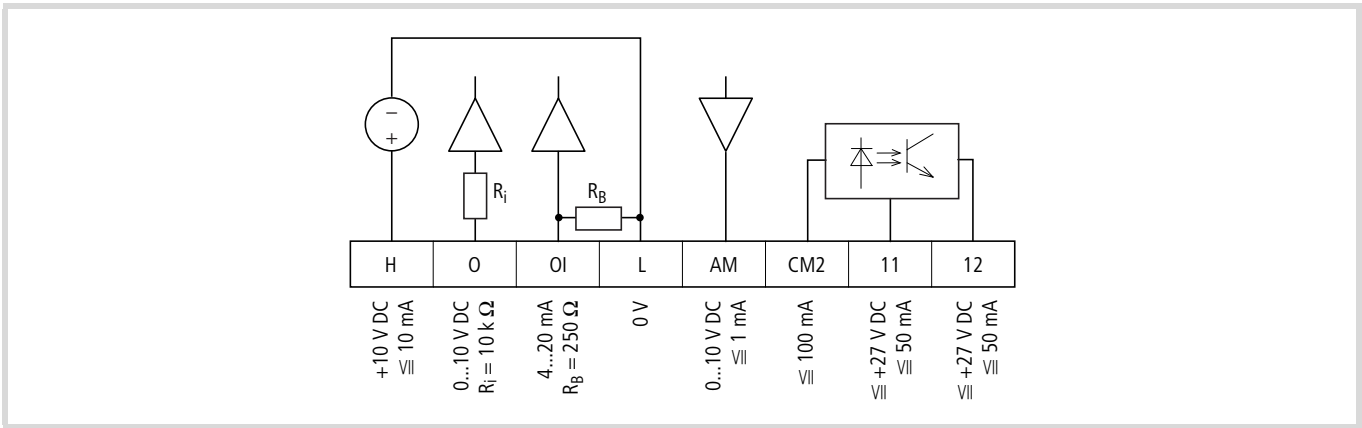 −
+
Ri
RB
H
O
OI
L
AM
CM2
11
12
+10 V DC
≦ 10 mA
0...10 V DC
Ri = 10 k Ω
4...20 mA
RB = 250 Ω
0 V
0...10 V DC
≦ 1 mA
≦ 100 mA
≦ +27 V DC
≦ 50 mA
≦ +27 V DC
≦ 50 mA